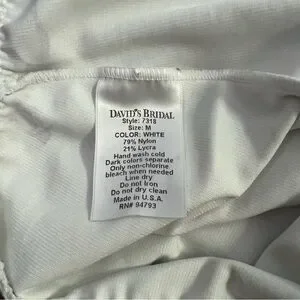 DAVID'S BRIDAL
Style: 7318
Size: M
COLOR: WHITE
79% Nylon
21% Lycra
Hand wash cold
Dark colors separate
Only non-chlorine
bleach when needed
Line dry
Do not Iron
Do not dry clean
Made in U.S.A.
RN# 94793